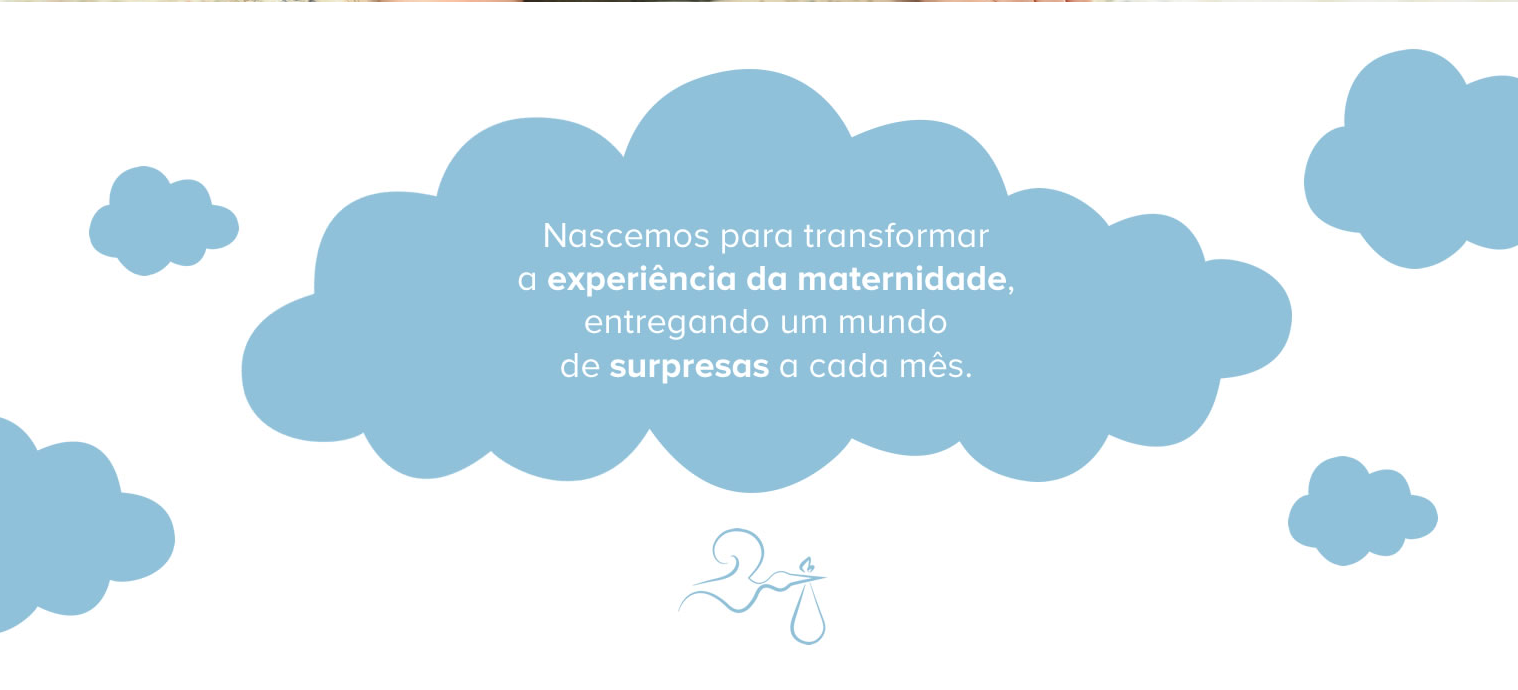 Nascemos para transformar
a experiência da maternidade,
entregando um mundo
de surpresas a cada mês.